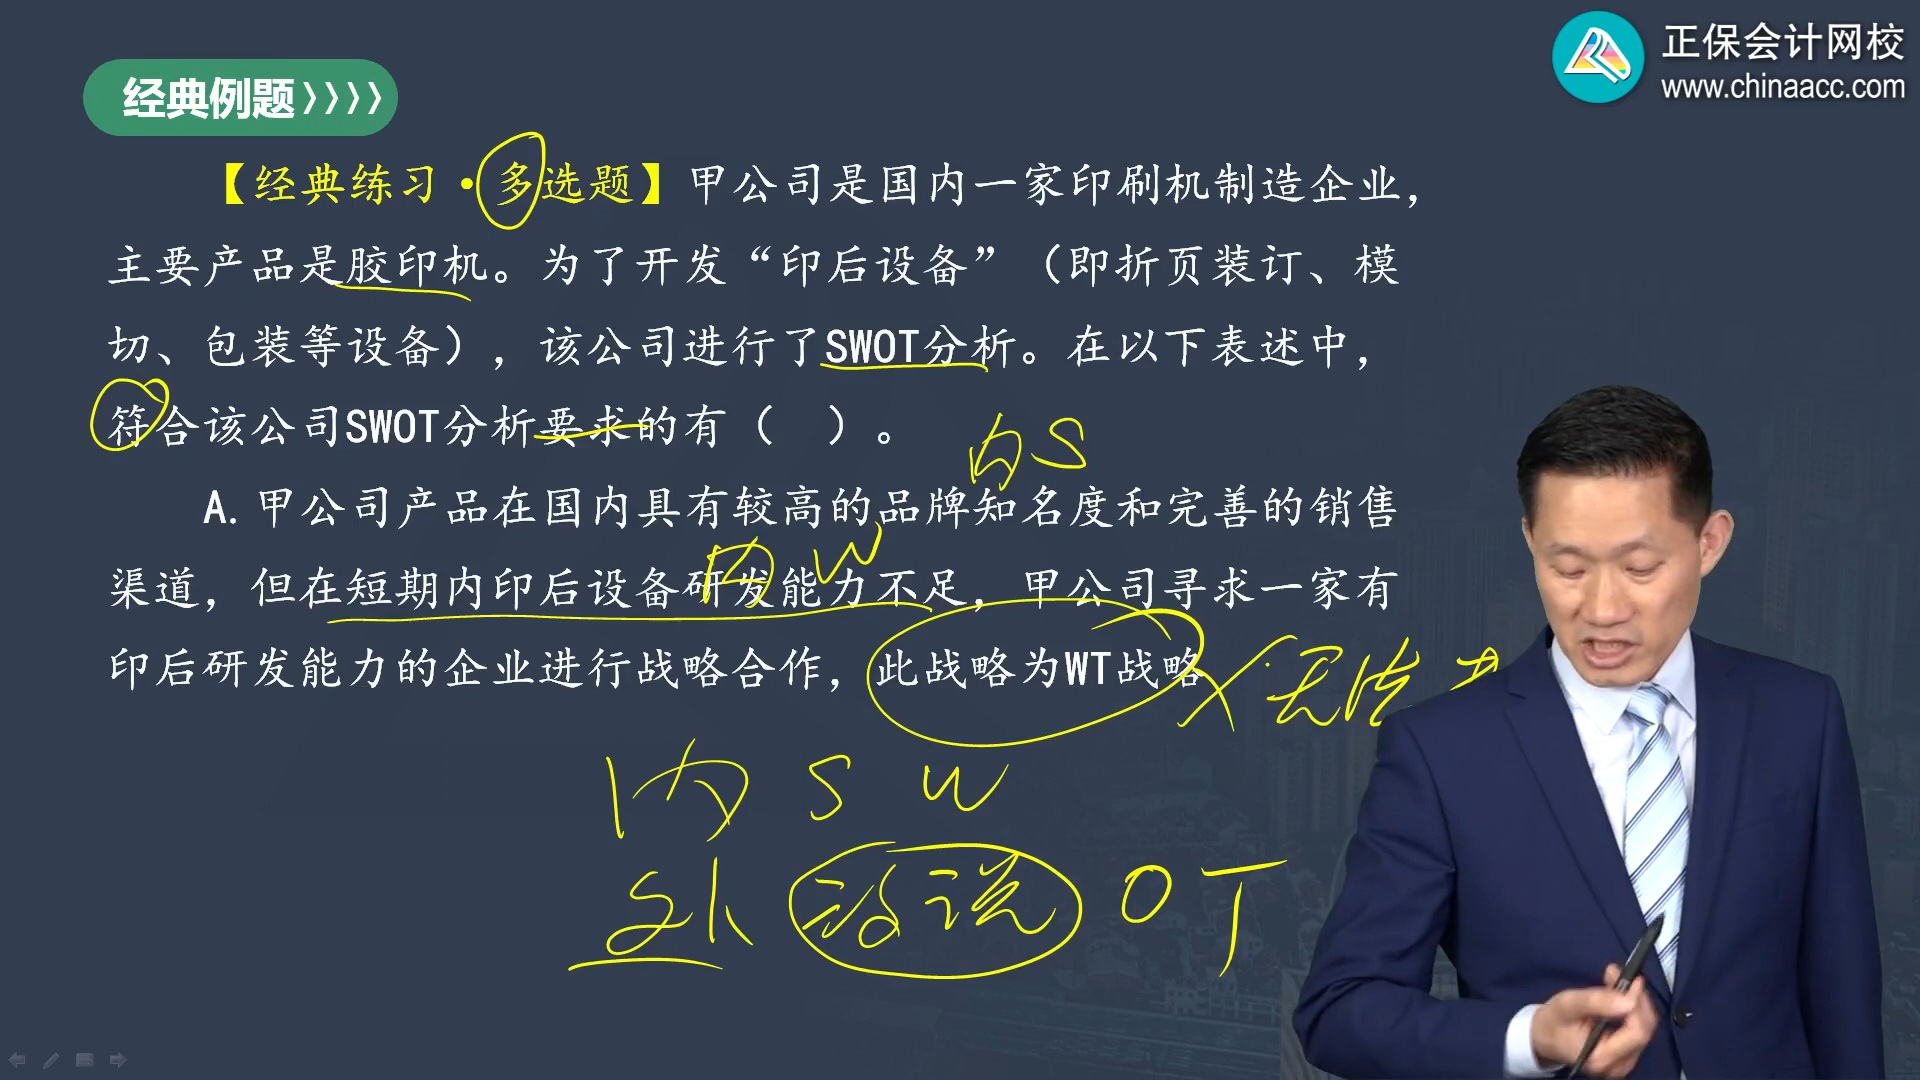 正保会计网校
www.chinaacc.com
经典例题
【经典练习·多选题】甲公司是国内一家印刷机制造企业，
主要产品是胶印机。为了开发“印后设备”（即折页装订、模
切、包装等设备），该公司进行了SWOT分析。在以下表述中，
符合该公司SWOT分析要求的有（ ）。
内S
A.甲公司产品在国内具有较高的品牌知名度和完善的销售
内W
渠道，但在短期内印后设备研发能力不足，甲公司寻求一家有
印后研发能力的企业进行战略合作，此战略为WT战略
无法
内 S W
外 没说 O T